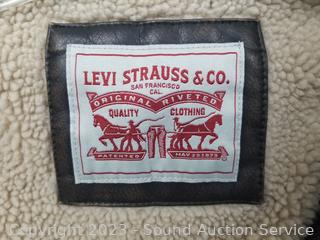 LEVI STRAUSS & CO.
SAN FRANCISCO
CAL.
ORIGINAL RIVETED
QUALITY CLOTHING
PATENTED MAY 20 1873
Copyright 2023 - Sound Auction Service